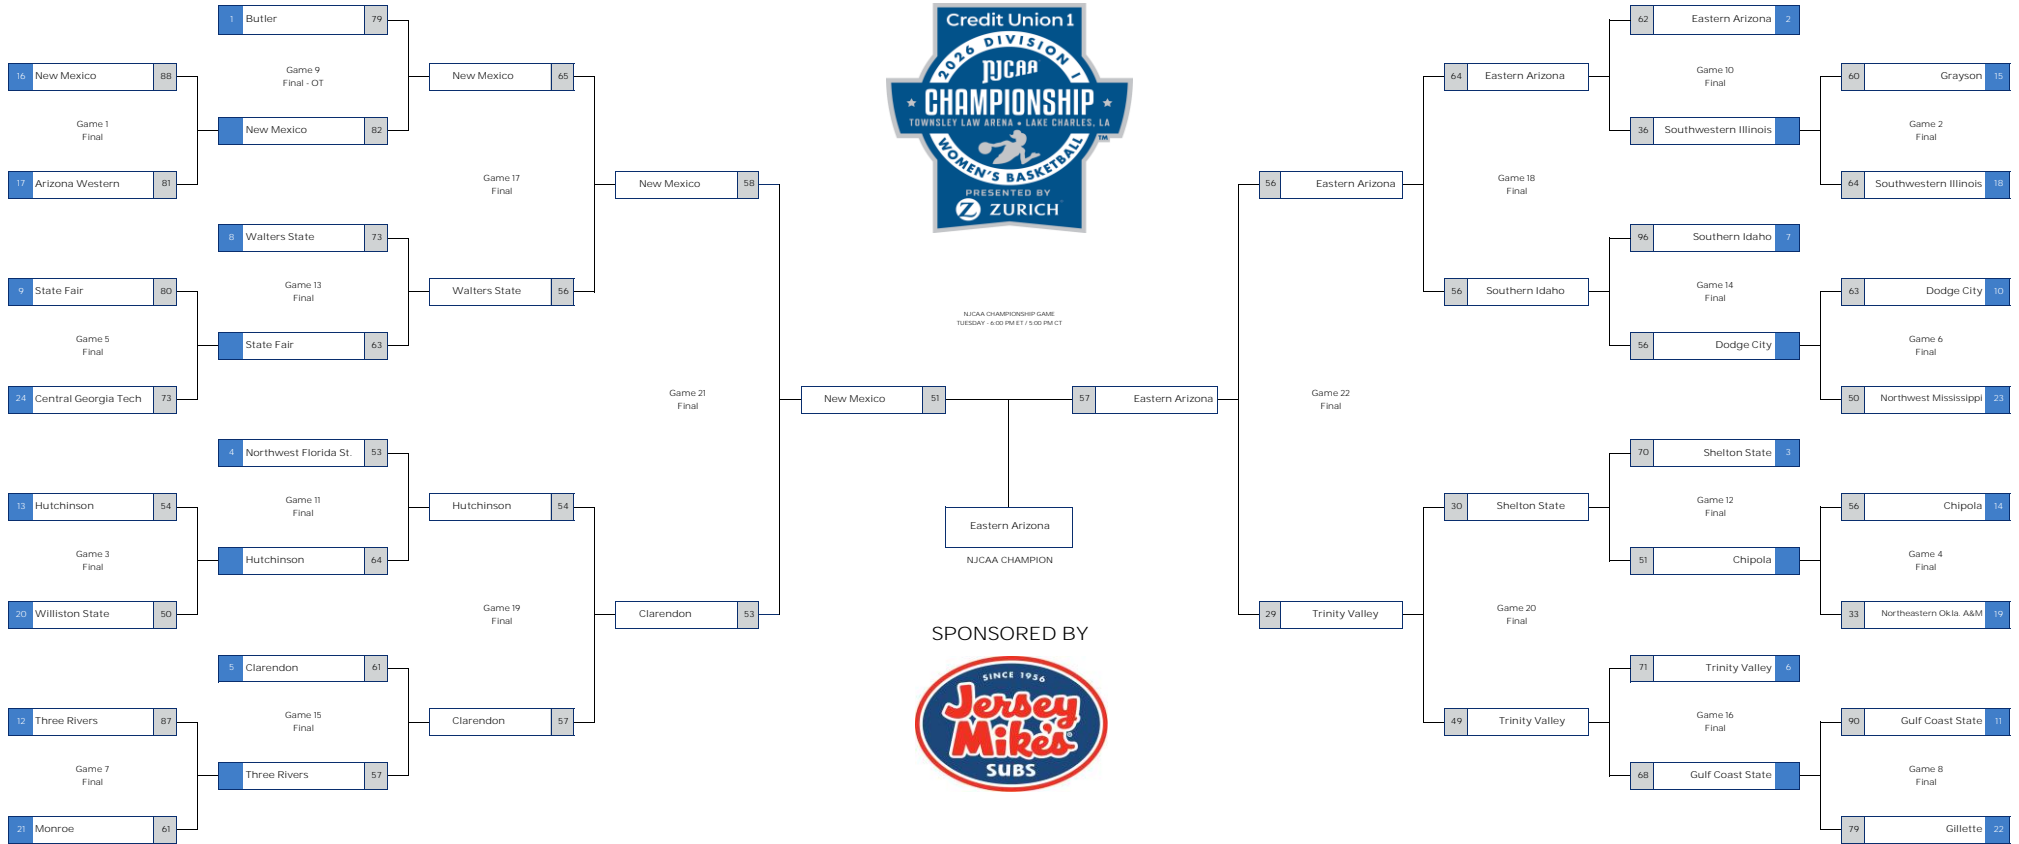 1 Butler 79
16 New Mexico 88
Game 9
Final - OT
New Mexico 65
Game 1
Final
New Mexico 82
17 Arizona Western 81
Game 17
Final
New Mexico 58
8 Walters State 73
9 State Fair 80
Game 13
Final
Walters State 56
Game 5
Final
State Fair 63
24 Central Georgia Tech 73
Game 21
Final
New Mexico 51
4 Northwest Florida St. 53
13 Hutchinson 54
Game 11
Final
Hutchinson 54
Game 3
Final
Hutchinson 64
20 Williston State 50
Game 19
Final
Clarendon 53
5 Clarendon 61
12 Three Rivers 87
Game 15
Final
Clarendon 57
Game 7
Final
Three Rivers 57
21 Monroe 61
Credit Union 1
2026 DIVISION I
NJCAA
CHAMPIONSHIP
TOWNSLEY LAW ARENA • LAKE CHARLES, LA
WOMEN'S BASKETBALL
TM
PRESENTED BY
Z ZURICH
NJCAA CHAMPIONSHIP GAME
TUESDAY - 6:00 PM ET / 5:00 PM CT
Eastern Arizona
NJCAA CHAMPION
SPONSORED BY
SINCE 1956
Jersey
Mike's
SUBS
®
62 Eastern Arizona 2
64 Eastern Arizona
Game 10
Final
60 Grayson 15
36 Southwestern Illinois
Game 2
Final
56 Eastern Arizona
Game 18
Final
64 Southwestern Illinois 18
96 Southern Idaho 7
56 Southern Idaho
Game 14
Final
63 Dodge City 10
56 Dodge City
Game 6
Final
57 Eastern Arizona
Game 22
Final
50 Northwest Mississippi 23
70 Shelton State 3
30 Shelton State
Game 12
Final
56 Chipola 14
51 Chipola
Game 4
Final
29 Trinity Valley
Game 20
Final
33 Northeastern Okla. A&M 19
71 Trinity Valley 6
49 Trinity Valley
Game 16
Final
90 Gulf Coast State 11
68 Gulf Coast State
Game 8
Final
79 Gillette 22